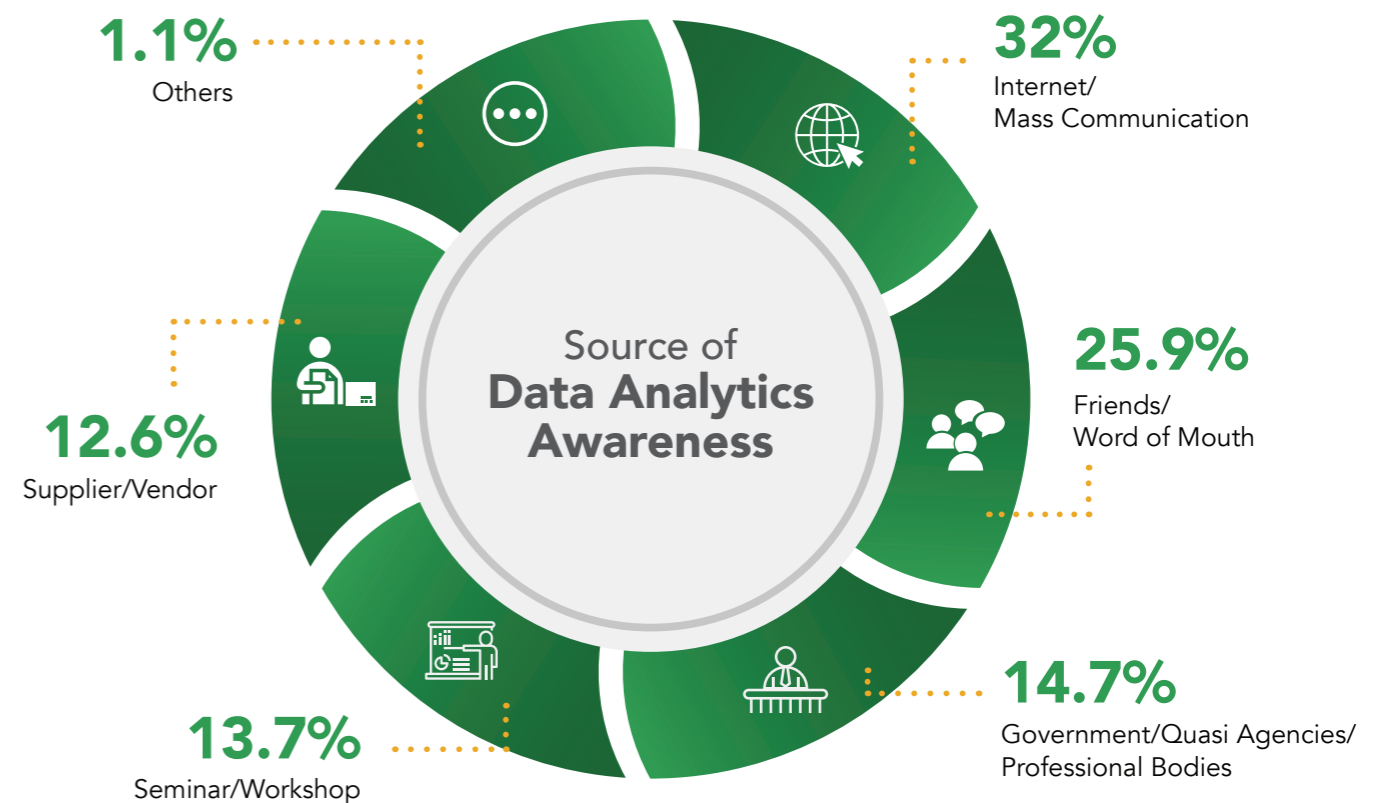 1.1%
Others
32%
Internet/
Mass Communication
Source of
Data Analytics
Awareness
25.9%
Friends/
Word of Mouth
12.6%
Supplier/Vendor
14.7%
Government/Quasi Agencies/
Professional Bodies
13.7%
Seminar/Workshop